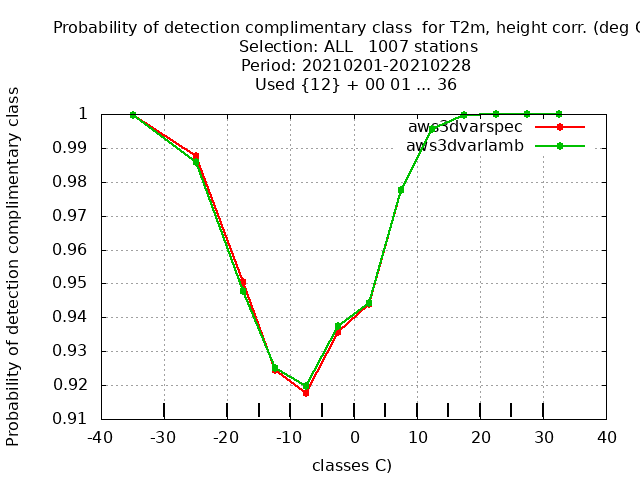 Probability of detection complimentary class  for T2m, height corr. (deg
Selection: ALL   1007 stations
Period: 20210201-20210228
Used {12} + 00 01 ... 36
Probability of detection complimentary class
1
0.99
0.98
0.97
0.96
0.95
0.94
0.93
0.92
0.91
aws3dvarspec
aws3dvarlamb
-40 -30 -20 -10 0 10 20 30 40
classes C)